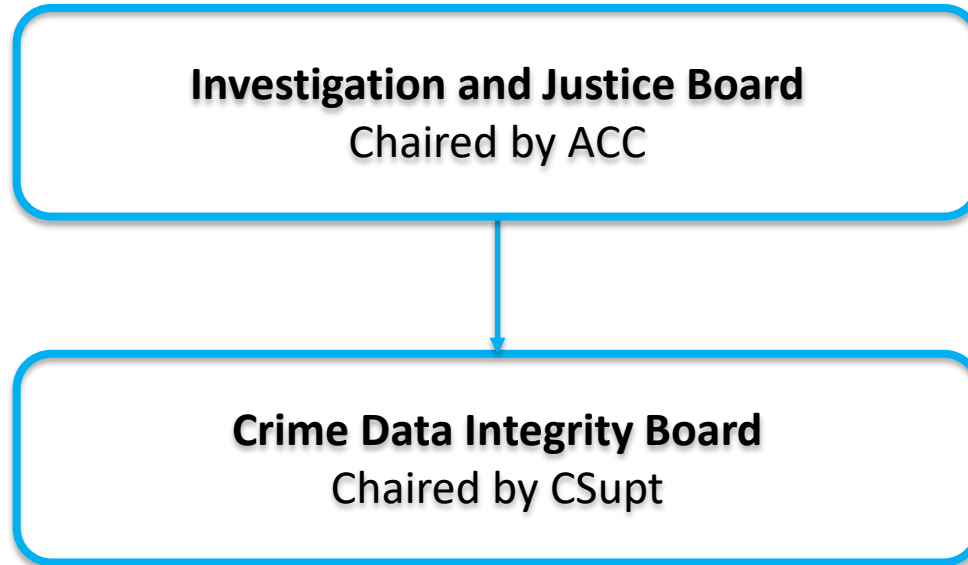 Investigation and Justice Board
Chaired by ACC
Crime Data Integrity Board
Chaired by CSupt